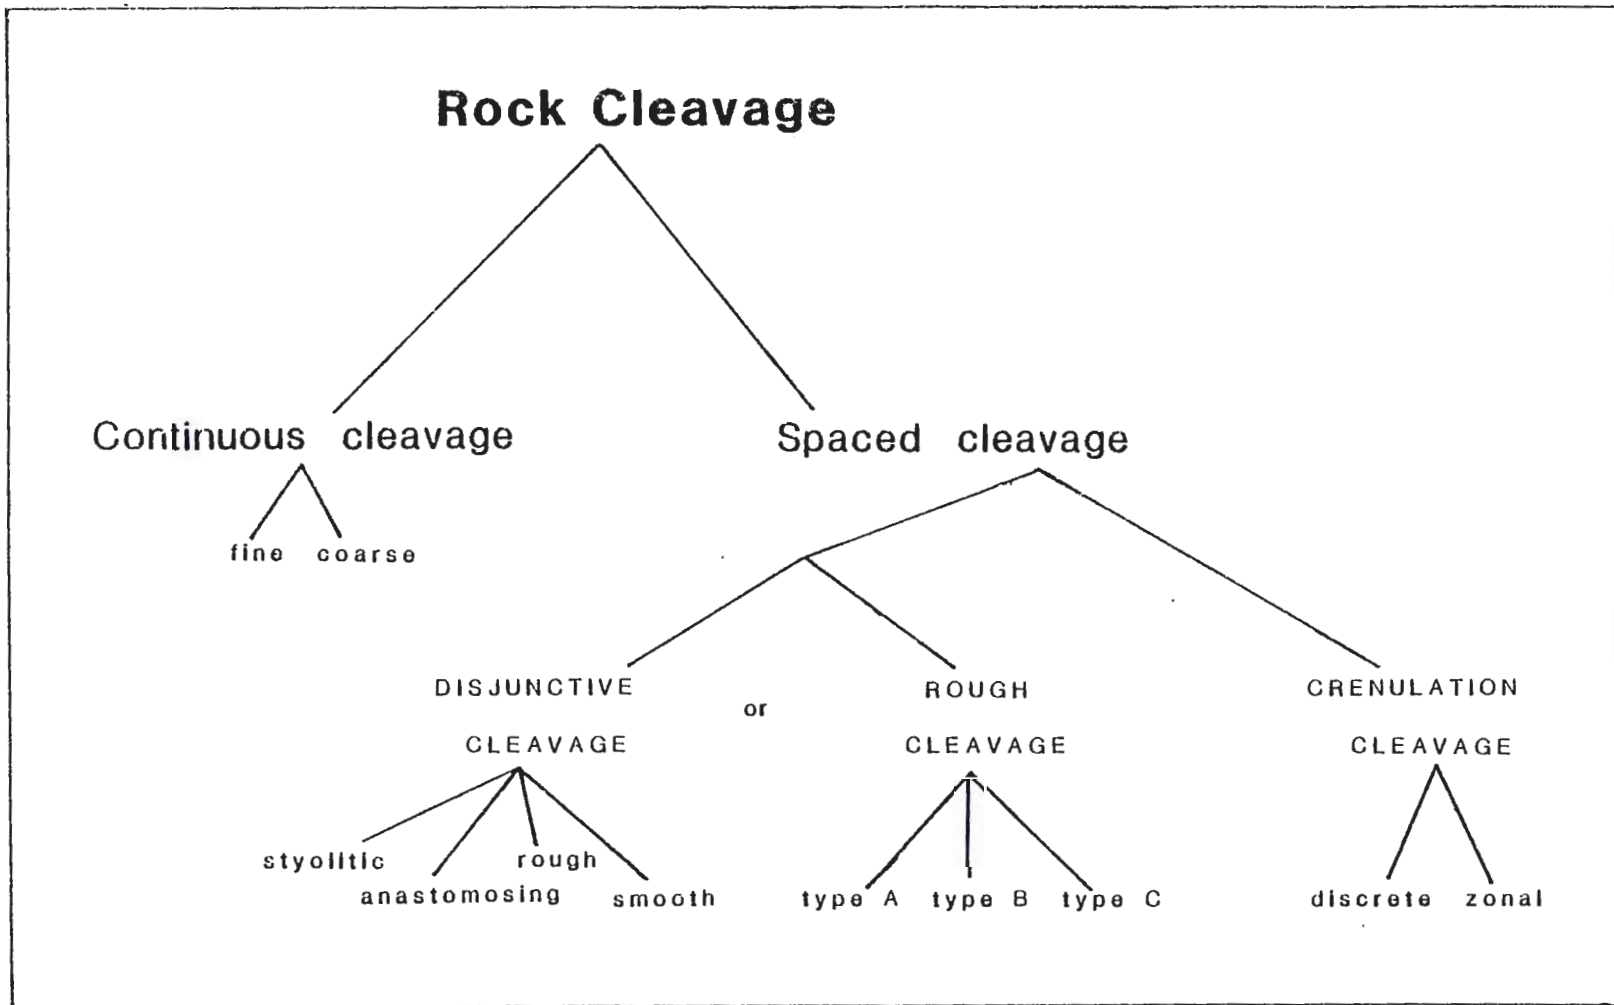 Rock Cleavage
Continuous cleavage
Spaced cleavage
fine coarse
DISJUNCTIVE
CLEAVAGE
or
ROUGH
CLEAVAGE
CRENULATION
CLEAVAGE
styolitic
anastomosing
rough
smooth
type A
type B
type C
discrete
zonal